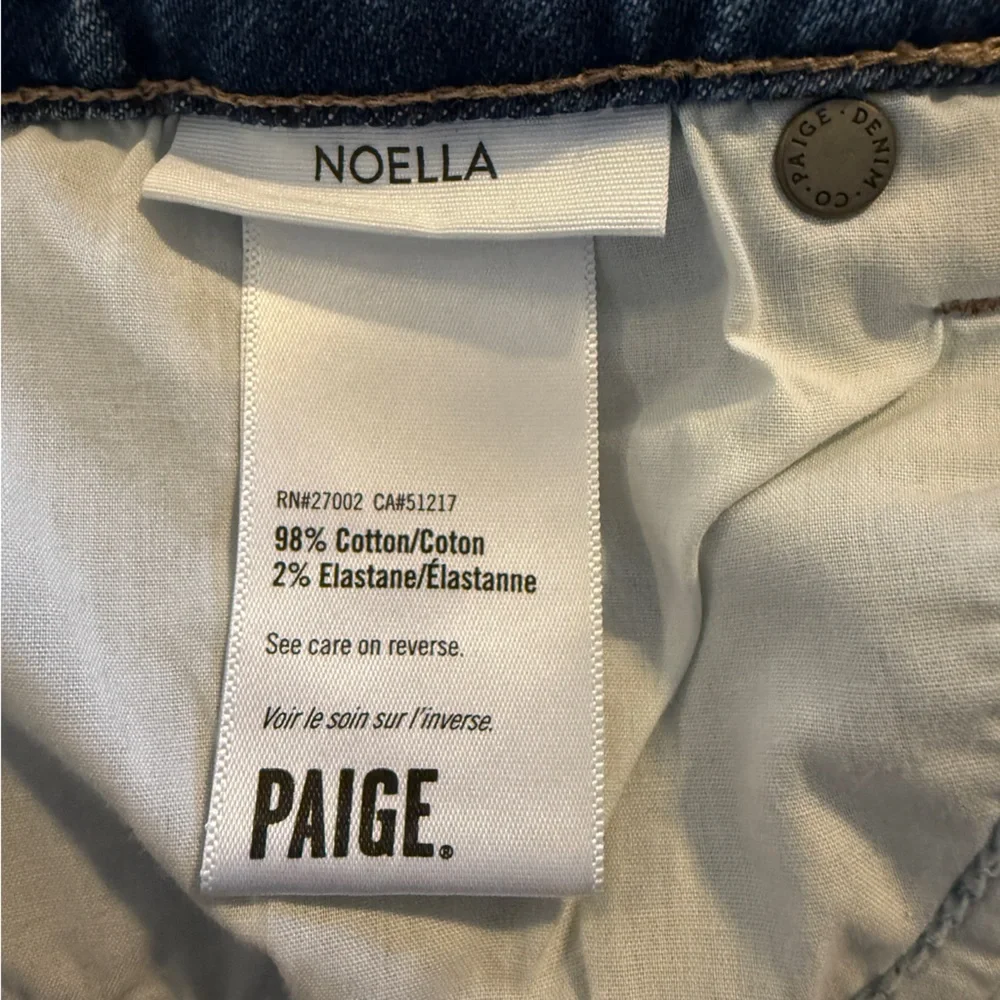 NOELLA
PAIGE · DENIM · CO ·
RN#27002 CA#51217
98% Cotton/Coton
2% Elastane/Élastanne
See care on reverse.
Voir le soin sur l'inverse.
PAIGE®